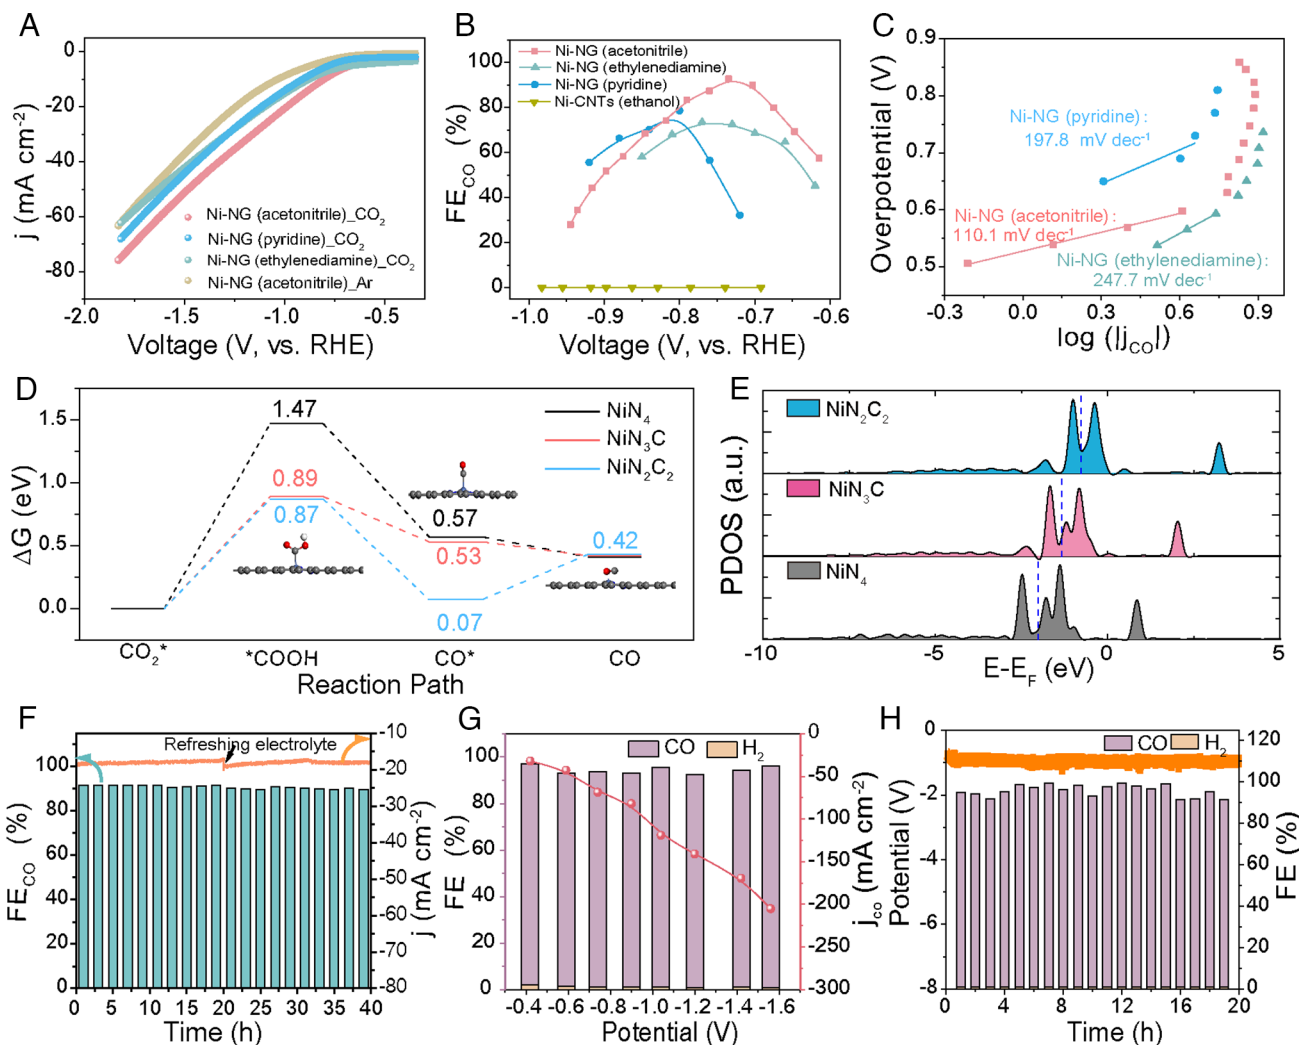 A
0
-20
-40
-60
-80
j (mA cm-2)
Ni-NG (acetonitrile)_CO2
Ni-NG (pyridine)_CO2
Ni-NG (ethylenediamine)_CO2
Ni-NG (acetonitrile)_Ar
-2.0
-1.5
-1.0
-0.5
Voltage (V, vs. RHE)
B
100
80
60
40
20
0
FECO (%)
Ni-NG (acetonitrile)
Ni-NG (ethylenediamine)
Ni-NG (pyridine)
Ni-CNTs (ethanol)
-1.0
-0.9
-0.8
-0.7
-0.6
Voltage (V, vs. RHE)
C
0.9
0.8
0.7
0.6
0.5
Overpotential (V)
Ni-NG (pyridine):
197.8 mV dec-1
Ni-NG (acetonitrile):
110.1 mV dec-1
Ni-NG (ethylenediamine):
247.7 mV dec-1
-0.3
0.0
0.3
0.6
0.9
log (|jCO|)
D
1.5
1.0
0.5
0.0
ΔG (eV)
1.47
0.89
0.87
0.57
0.53
0.07
0.42
NiN4
NiN3C
NiN2C2
CO2*
*COOH
CO*
CO
Reaction Path
E
PDOS (a.u.)
NiN2C2
NiN3C
NiN4
-10
-5
0
5
E-EF (eV)
F
100
80
60
40
20
0
FECO (%)
Refreshing electrolyte
-10
-20
-30
-40
-50
-60
-70
-80
j (mA cm-2)
0
5
10
15
20
25
30
35
40
Time (h)
G
100
80
60
40
20
0
FE (%)
CO
H2
0
-50
-100
-150
-200
-250
-300
jco (mA cm-2)
-0.4
-0.6
-0.8
-1.0
-1.2
-1.4
-1.6
Potential (V)
H
0
-2
-4
-6
-8
Potential (V)
CO
H2
120
100
80
60
40
20
0
FE (%)
0
4
8
12
16
20
Time (h)